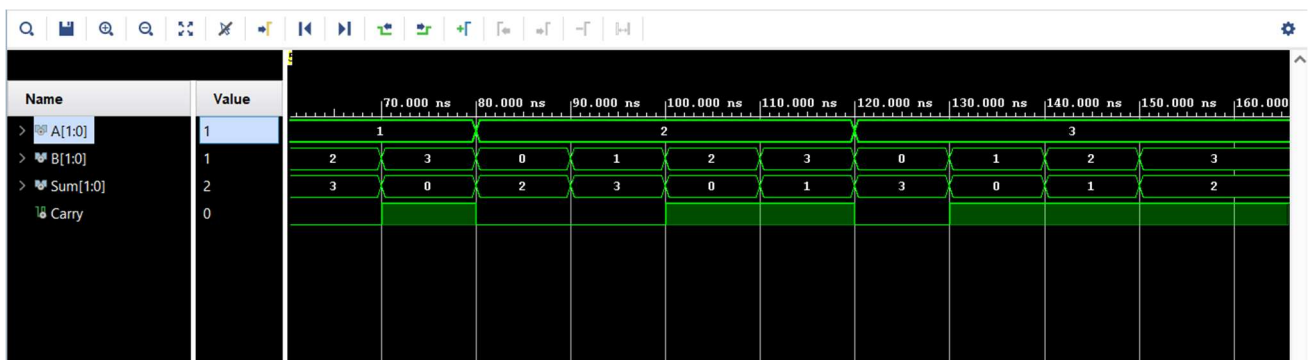 70.000 ns 80.000 ns 90.000 ns 100.000 ns 110.000 ns 120.000 ns 130.000 ns 140.000 ns 150.000 ns 160.000
Name Value
A[1:0] 1 1 2 3
B[1:0] 1 2 3 0 1 2 3 0 1 2 3
Sum[1:0] 2 3 0 2 3 0 1 3 0 1 2
Carry 0